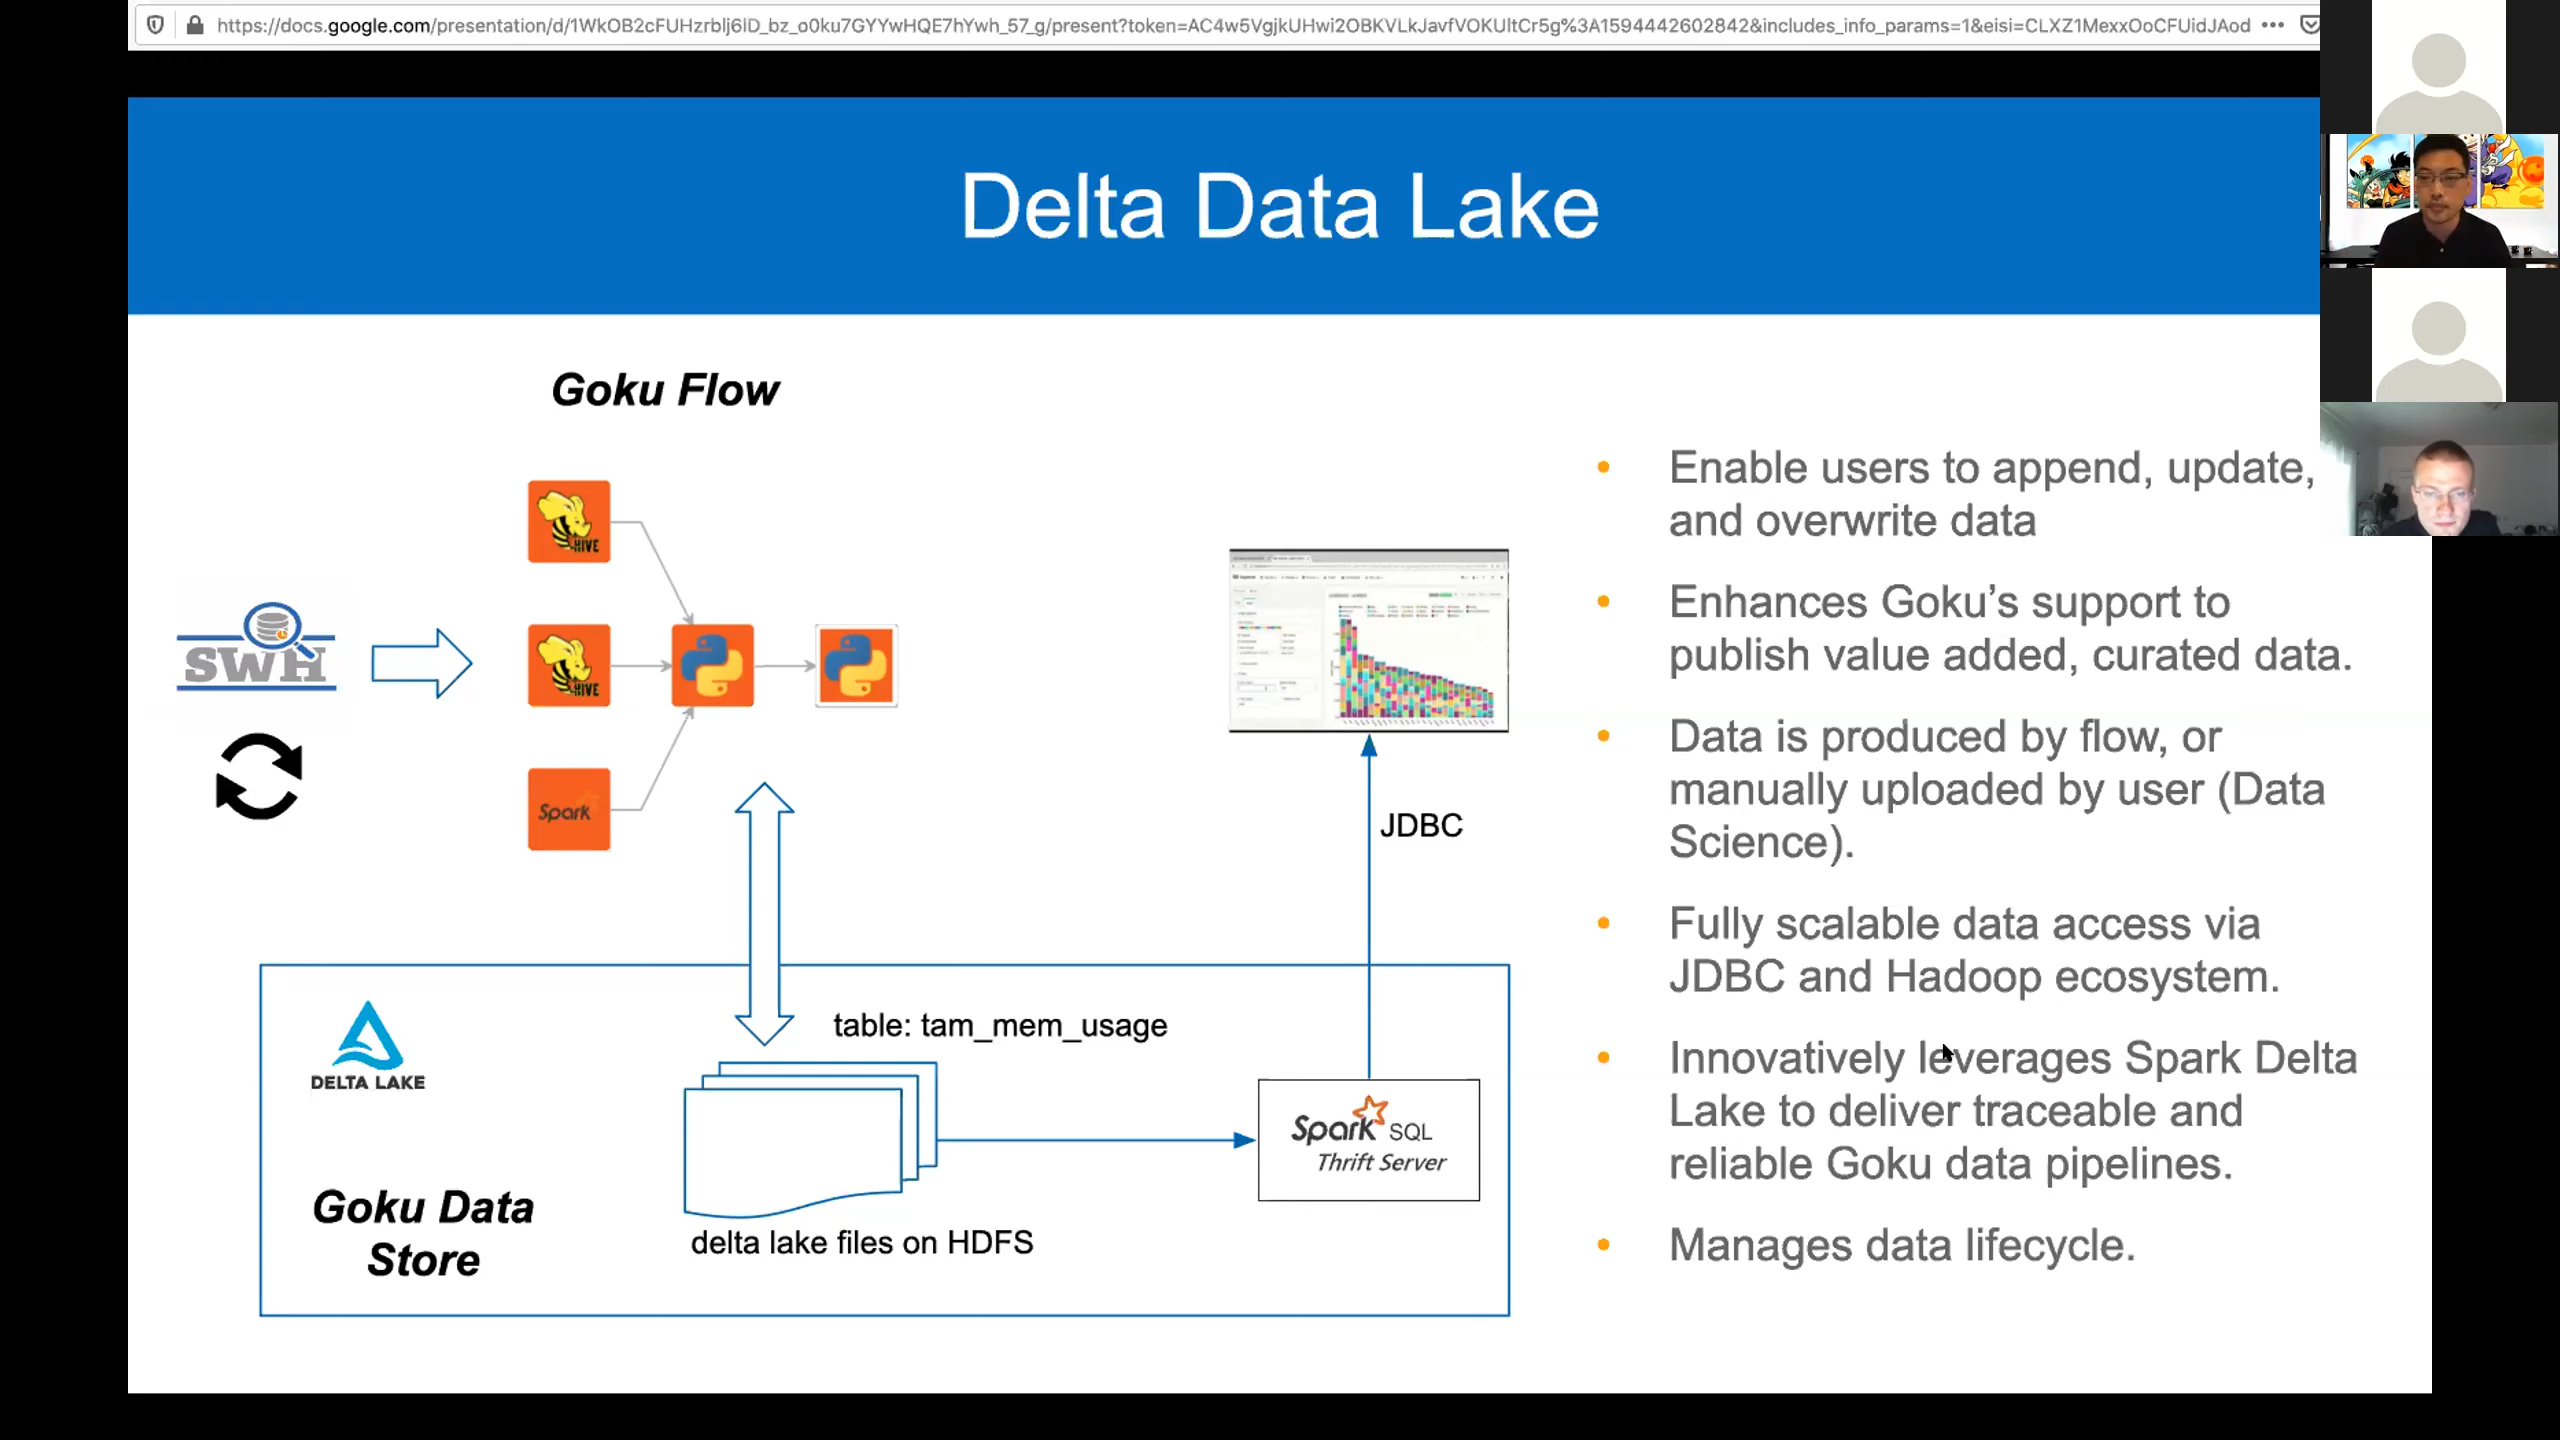 https://docs.google.com/presentation/d/1WkOB2cFUHzrblj6lD_bz_o0ku7GYYwHQE7hYwh_57_g/present?token=AC4w5VgjkUHwi2OBKVLkJavfVOKUltCr5g%3A1594442602842&includes_info_params=1&eisi=CLXZ1MexxOoCFUidJAod
Delta Data Lake
Goku Flow
HIVE
SWH
HIVE
Spark
JDBC
DELTA LAKE
table: tam_mem_usage
Spark SQL
Thrift Server
Goku Data
Store
delta lake files on HDFS
• Enable users to append, update,
and overwrite data
• Enhances Goku’s support to
publish value added, curated data.
• Data is produced by flow, or
manually uploaded by user (Data
Science).
• Fully scalable data access via
JDBC and Hadoop ecosystem.
• Innovatively leverages Spark Delta
Lake to deliver traceable and
reliable Goku data pipelines.
• Manages data lifecycle.